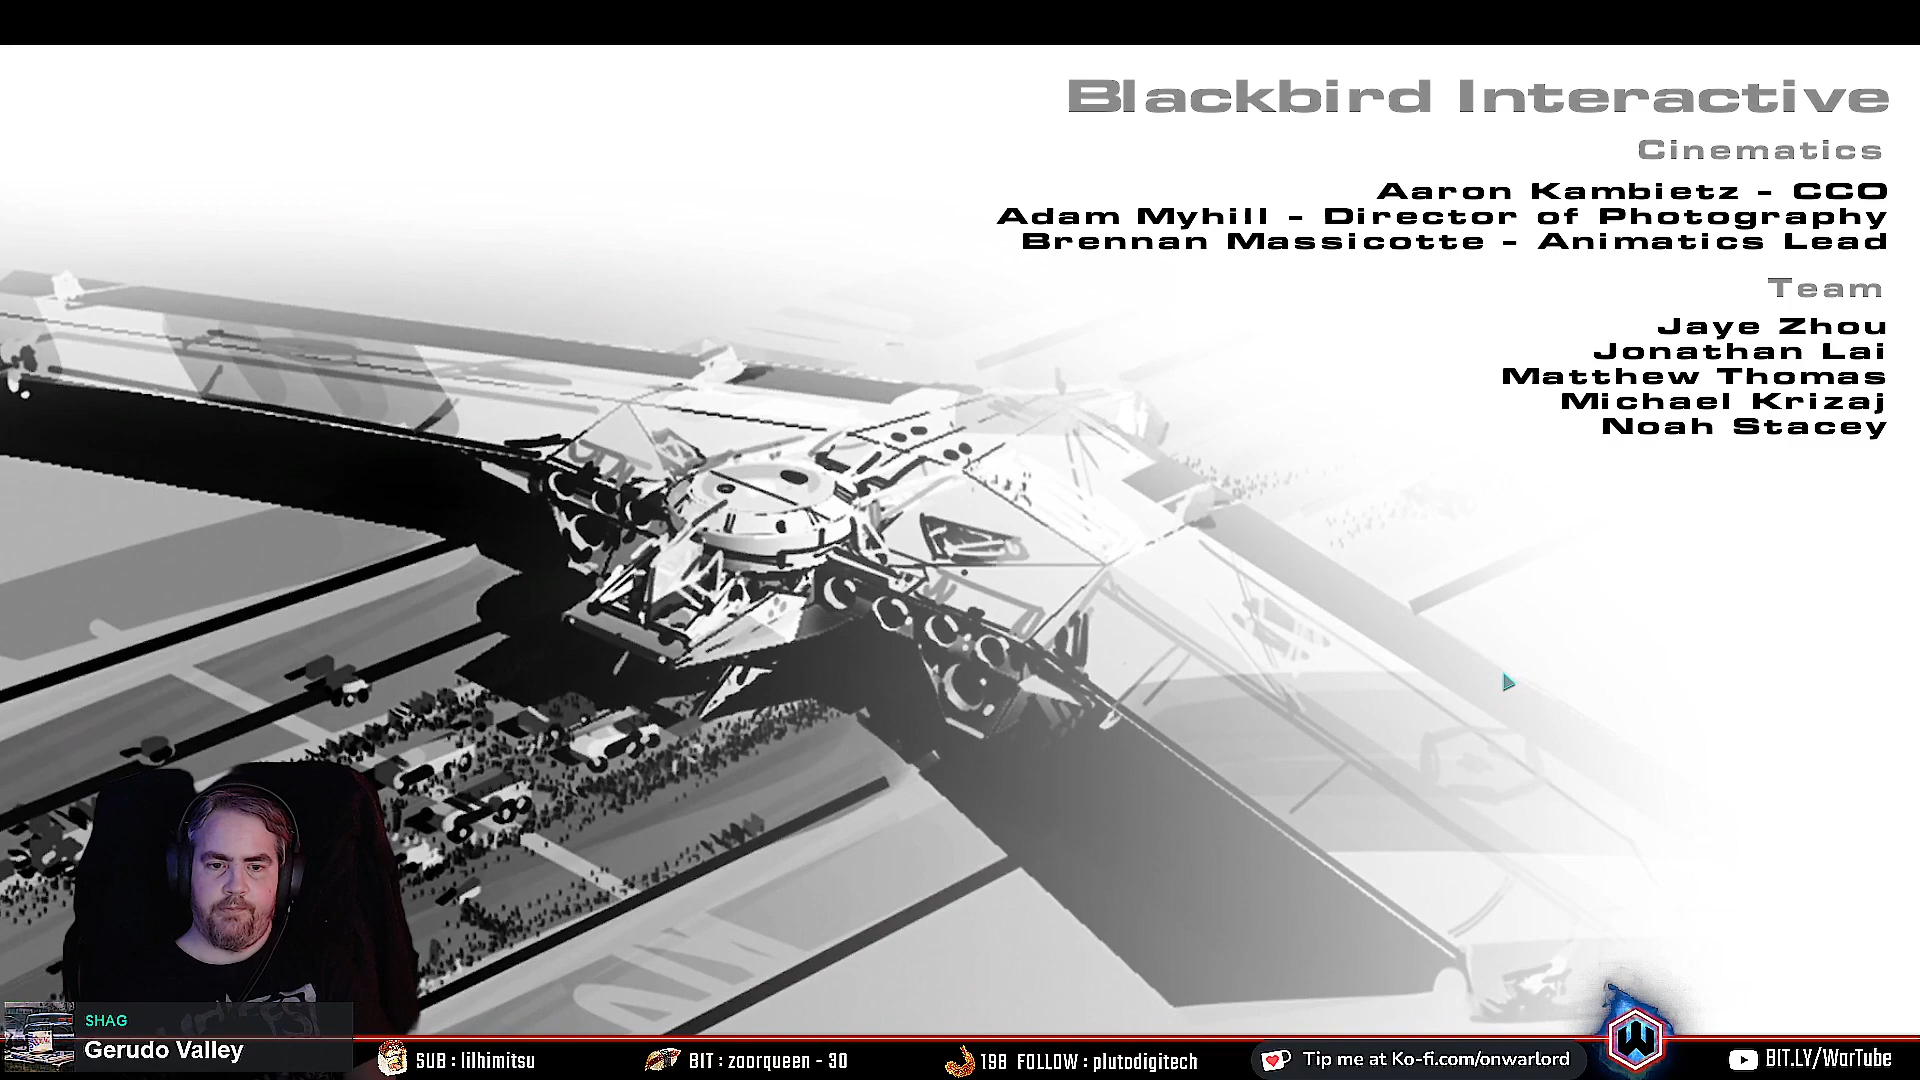 Blackbird Interactive
Cinematics
Aaron Kambietz - CCO
Adam Myhill - Director of Photography
Brennan Massicotte - Animatics Lead
Team
Jaye Zhou
Jonathan Lai
Matthew Thomas
Michael Krizaj
Noah Stacey
SHAG
Gerudo Valley
SUB : lilhimitsu
BIT : zoorqueen - 30
198 FOLLOW : plutodigitech
Tip me at Ko-fi.com/onwarlord
W
BIT.LY/WarTube